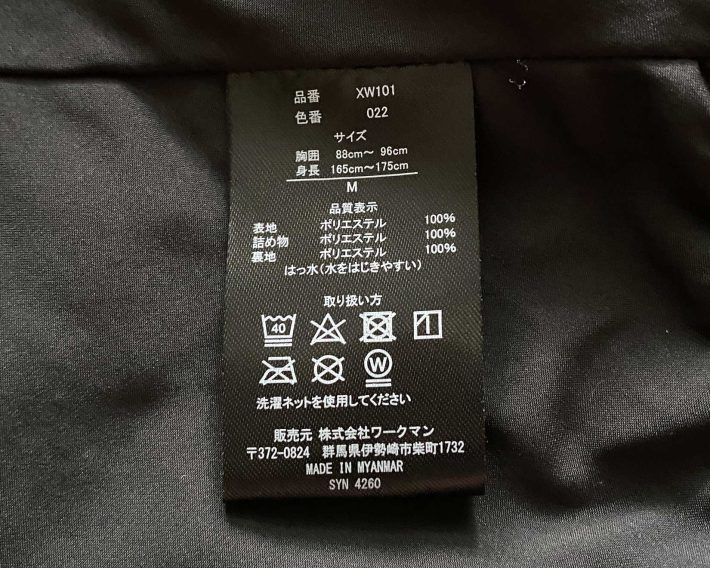 品番 XW101
色番 022
サイズ
胸囲 88cm～ 96cm
身長 165cm～175cm
M
品質表示
表地 ポリエステル 100%
詰め物 ポリエステル 100%
裏地 ポリエステル 100%
はっ水(水をはじきやすい)
取り扱い方
40
W
洗濯ネットを使用してください
販売元 株式会社ワークマン
〒372-0824 群馬県伊勢崎市柴町1732
MADE IN MYANMAR
SYN 4260